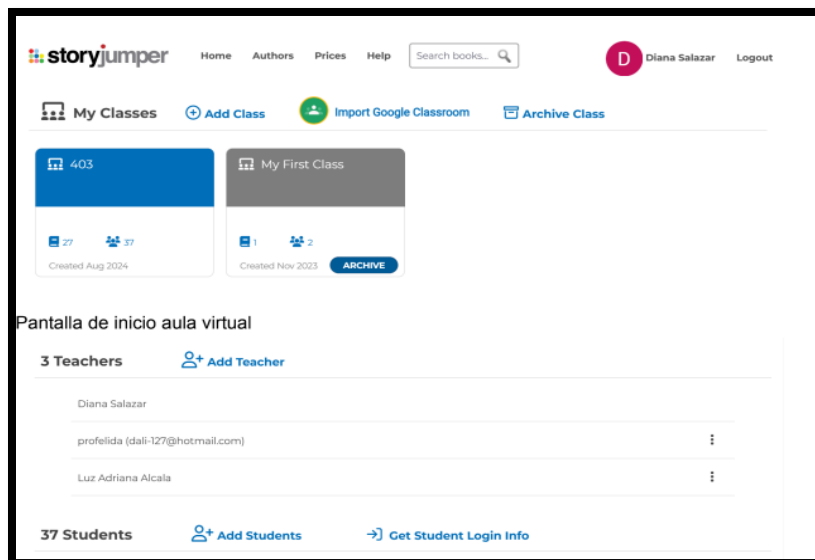 storyjumper Home Authors Prices Help Search books... D Diana Salazar Logout
My Classes Add Class Import Google Classroom Archive Class
403 My First Class
27 37 1 2
Created Aug 2024 Created Nov 2023 ARCHIVE
Pantalla de inicio aula virtual
3 Teachers Add Teacher
Diana Salazar
profelida (dali-127@hotmail.com)
Luz Adriana Alcala
37 Students Add Students Get Student Login Info